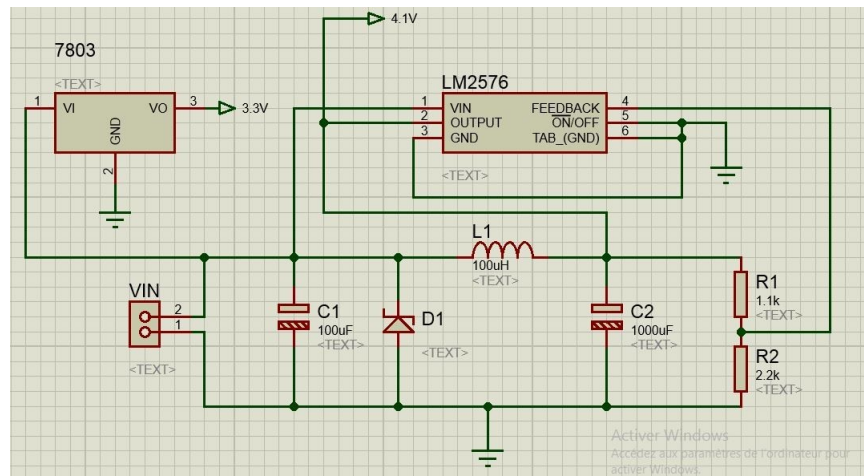 4.1V
7803
<TEXT>
1 VI VO 3
3.3V
GND
2
LM2576
1 VIN FEEDBACK 4
2 OUTPUT ON/OFF 5
3 GND TAB_(GND) 6
<TEXT>
L1
100uH
<TEXT>
VIN
2
1
<TEXT>
C1
100uF
<TEXT>
D1
<TEXT>
C2
1000uF
<TEXT>
R1
1.1k
<TEXT>
R2
2.2k
<TEXT>
Activer Windows
Accédez aux paramètres de l'ordinateur pour
activer Windows.